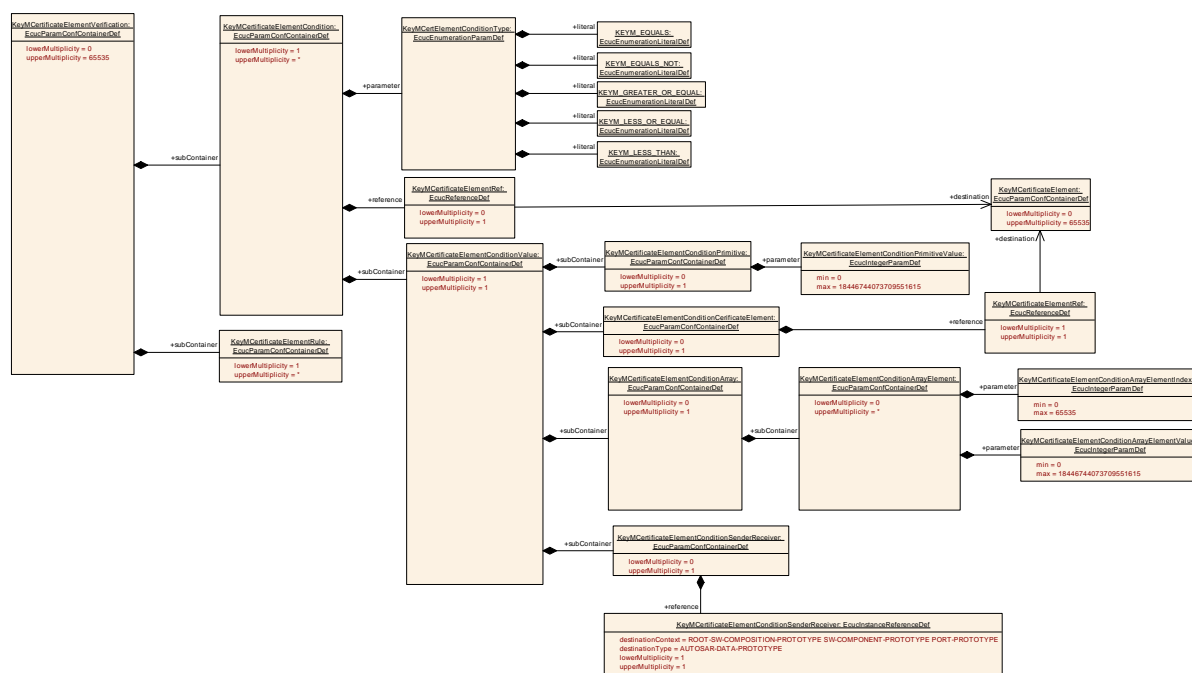 KeyMCertificateElementVerification:
EcucParamConfContainerDef
lowerMultiplicity = 0
upperMultiplicity = 65535
+subContainer
+subContainer
KeyMCertificateElementCondition:
EcucParamConfContainerDef
lowerMultiplicity = 1
upperMultiplicity = *
+parameter
+reference
+subContainer
KeyMCertificateElementRule:
EcucParamConfContainerDef
lowerMultiplicity = 1
upperMultiplicity = *
KeyMCertElementConditionType:
EcucEnumerationParamDef
+literal
KEYM_EQUALS:
EcucEnumerationLiteralDef
+literal
KEYM_EQUALS_NOT:
EcucEnumerationLiteralDef
+literal
KEYM_GREATER_OR_EQUAL:
EcucEnumerationLiteralDef
+literal
KEYM_LESS_OR_EQUAL:
EcucEnumerationLiteralDef
+literal
KEYM_LESS_THAN:
EcucEnumerationLiteralDef
KeyMCertificateElementRef:
EcucReferenceDef
lowerMultiplicity = 0
upperMultiplicity = 1
+destination
KeyMCertificateElement:
EcucParamConfContainerDef
lowerMultiplicity = 0
upperMultiplicity = 65535
+destination
KeyMCertificateElementConditionValue:
EcucParamConfContainerDef
lowerMultiplicity = 1
upperMultiplicity = 1
+subContainer
KeyMCertificateElementConditionPrimitive:
EcucParamConfContainerDef
lowerMultiplicity = 0
upperMultiplicity = 1
+parameter
KeyMCertificateElementConditionPrimitiveValue:
EcucIntegerParamDef
min = 0
max = 18446744073709551615
+subContainer
KeyMCertificateElementConditionCerificateElement:
EcucParamConfContainerDef
lowerMultiplicity = 0
upperMultiplicity = 1
+reference
KeyMCertificateElementRef:
EcucReferenceDef
lowerMultiplicity = 1
upperMultiplicity = 1
+subContainer
KeyMCertificateElementConditionArray:
EcucParamConfContainerDef
lowerMultiplicity = 0
upperMultiplicity = 1
+subContainer
KeyMCertificateElementConditionArrayElement:
EcucParamConfContainerDef
lowerMultiplicity = 0
upperMultiplicity = *
+parameter
KeyMCertificateElementConditionArrayElementIndex
EcucIntegerParamDef
min = 0
max = 65535
+parameter
KeyMCertificateElementConditionArrayElementValue
EcucIntegerParamDef
min = 0
max = 18446744073709551615
+subContainer
KeyMCertificateElementConditionSenderReceiver:
EcucParamConfContainerDef
lowerMultiplicity = 0
upperMultiplicity = 1
+reference
KeyMCertificateElementConditionSenderReceiver: EcucInstanceReferenceDef
destinationContext = ROOT-SW-COMPOSITION-PROTOTYPE SW-COMPONENT-PROTOTYPE PORT-PROTOTYPE
destinationType = AUTOSAR-DATA-PROTOTYPE
lowerMultiplicity = 1
upperMultiplicity = 1